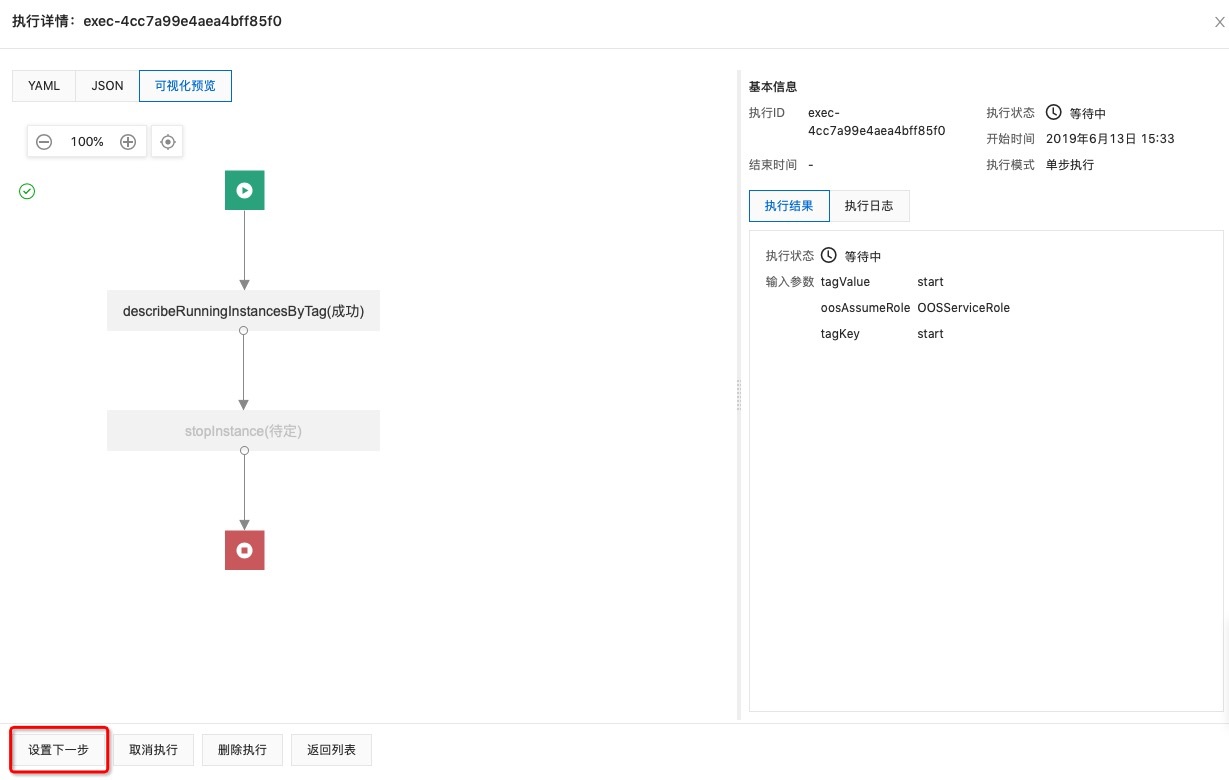 执行详情：exec-4cc7a99e4aea4bff85f0
YAML JSON 可视化预览
100%
describeRunningInstancesByTag(成功)
stopInstance(待定)
基本信息
执行ID exec-4cc7a99e4aea4bff85f0 执行状态 等待中
开始时间 2019年6月13日 15:33
结束时间 - 执行模式 单步执行
执行结果 执行日志
执行状态 等待中
输入参数 tagValue start
oosAssumeRole OOSServiceRole
tagKey start
设置下一步 取消执行 删除执行 返回列表